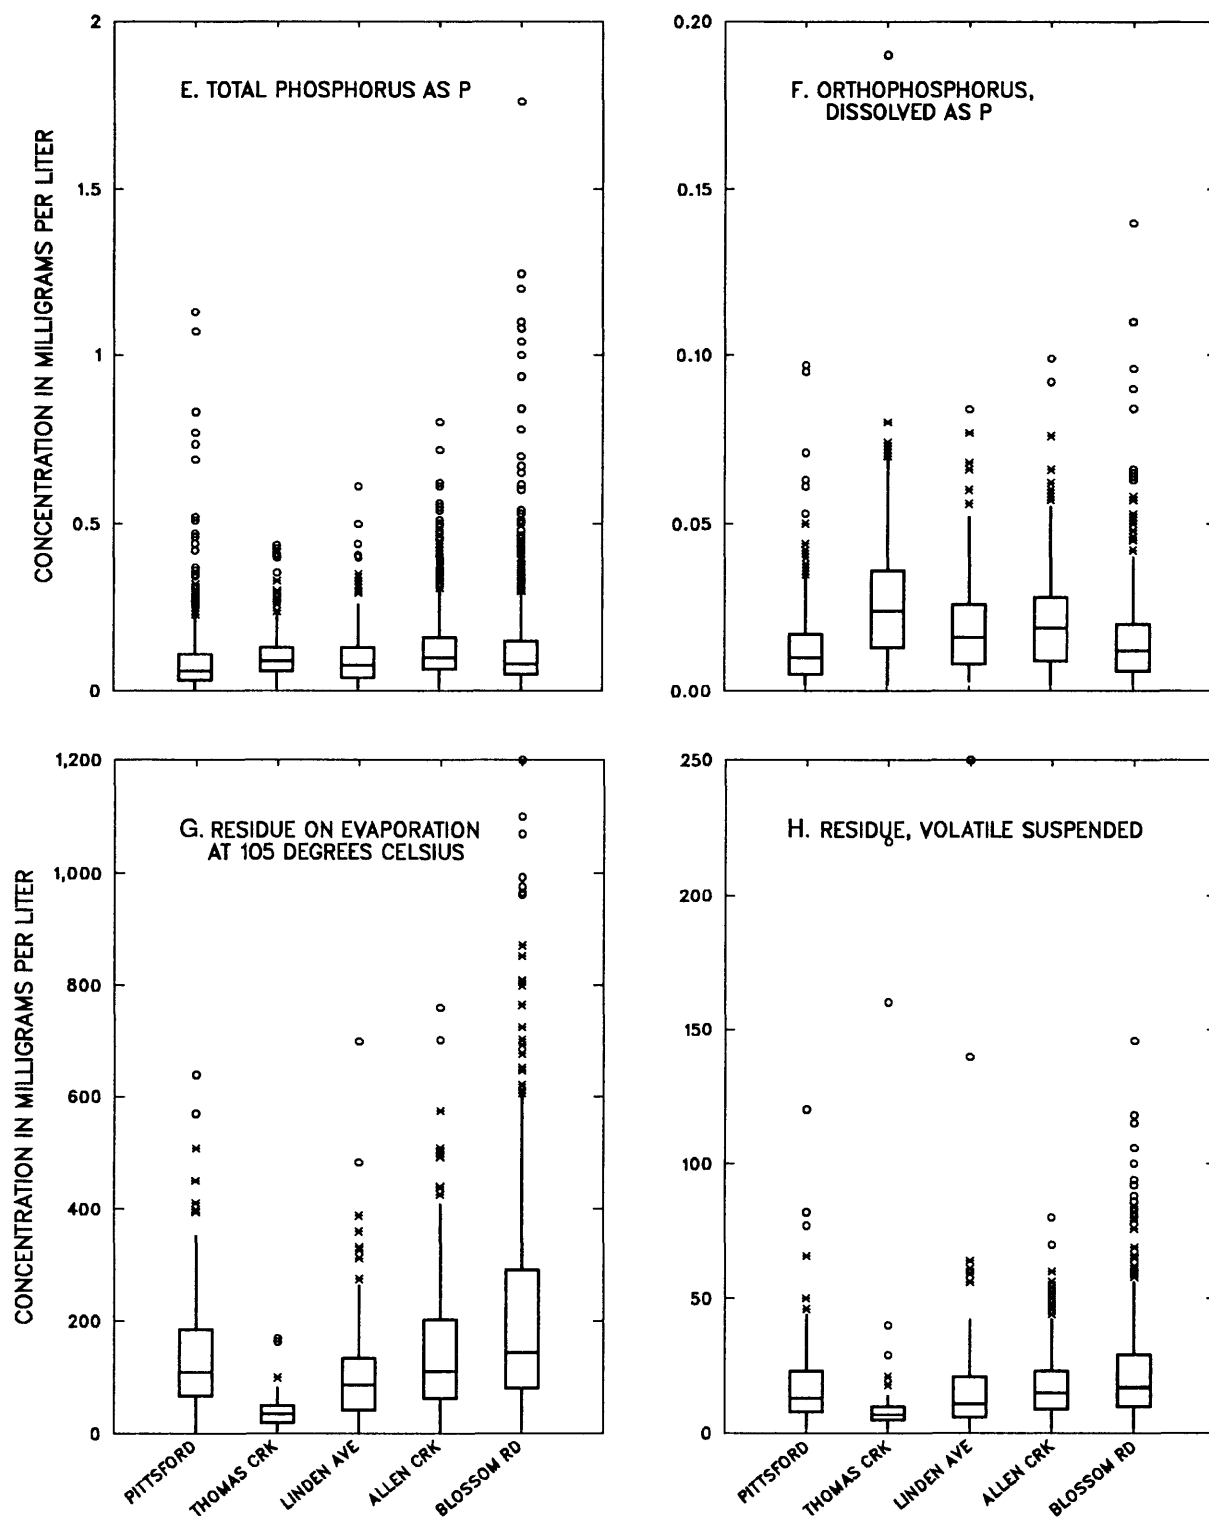 CONCENTRATION IN MILLIGRAMS PER LITER
2
1.5
1
0.5
0
E. TOTAL PHOSPHORUS AS P
0.20
0.15
0.10
0.05
0.00
F. ORTHOPHOSPHORUS,
DISSOLVED AS P
CONCENTRATION IN MILLIGRAMS PER LITER
1,200
1,000
800
600
400
200
0
G. RESIDUE ON EVAPORATION
AT 105 DEGREES CELSIUS
PITTSFORD
THOMAS CRK
LINDEN AVE
ALLEN CRK
BLOSSOM RD
250
200
150
100
50
0
H. RESIDUE, VOLATILE SUSPENDED
PITTSFORD
THOMAS CRK
LINDEN AVE
ALLEN CRK
BLOSSOM RD